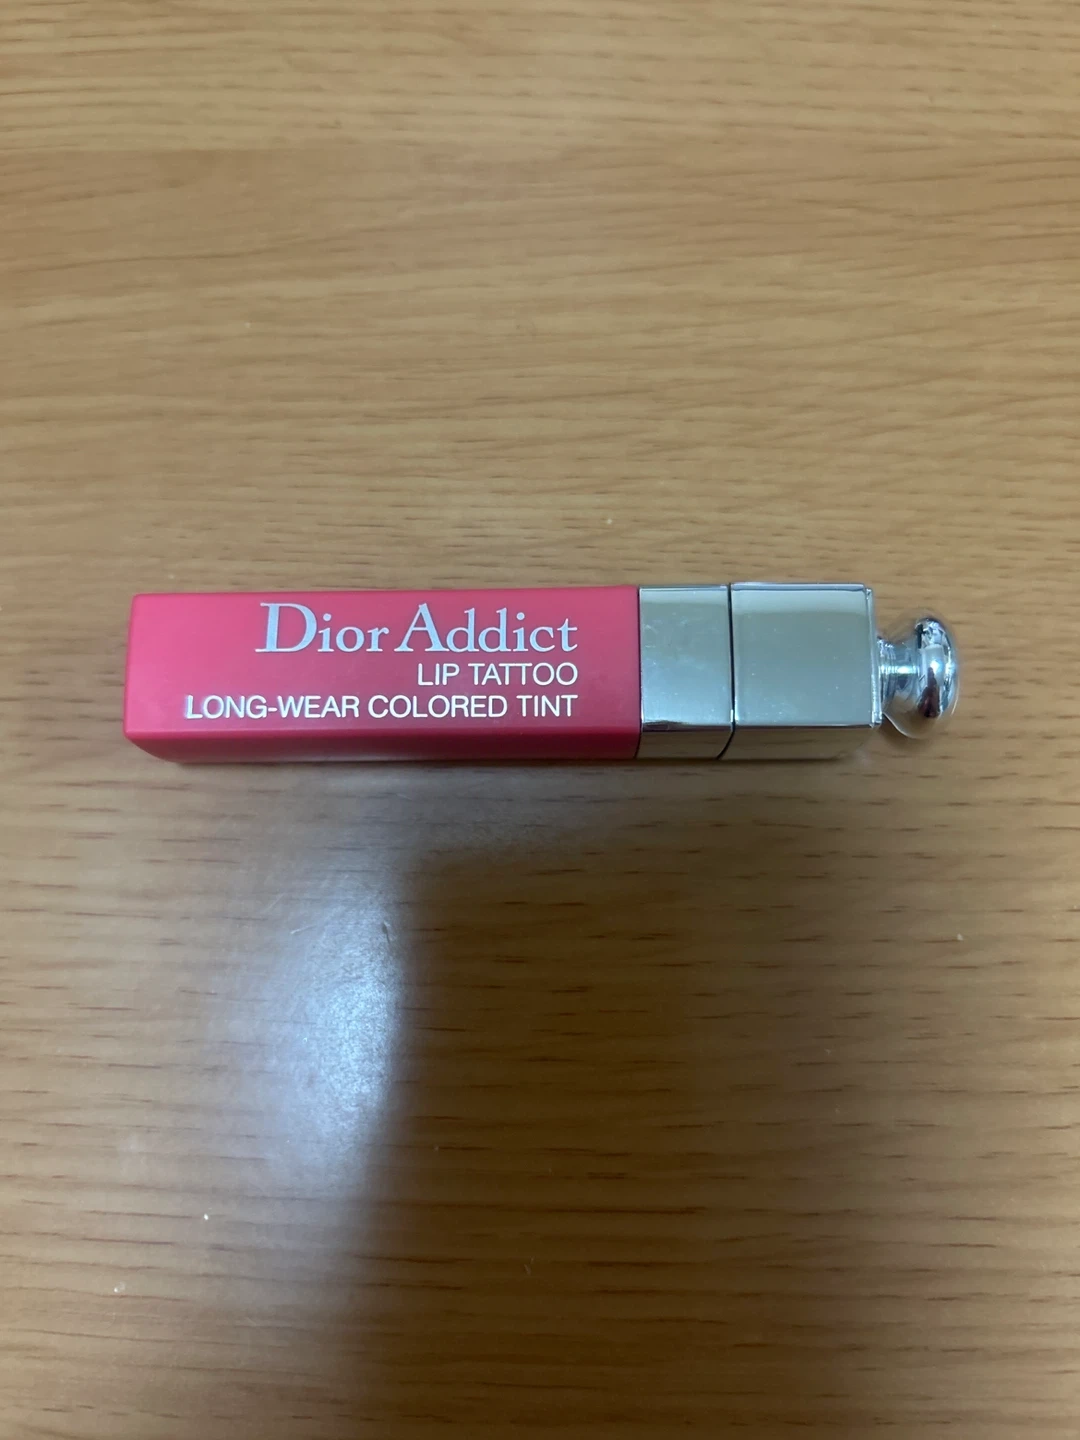 Dior Addict
LIP TATTOO
LONG-WEAR COLORED TINT